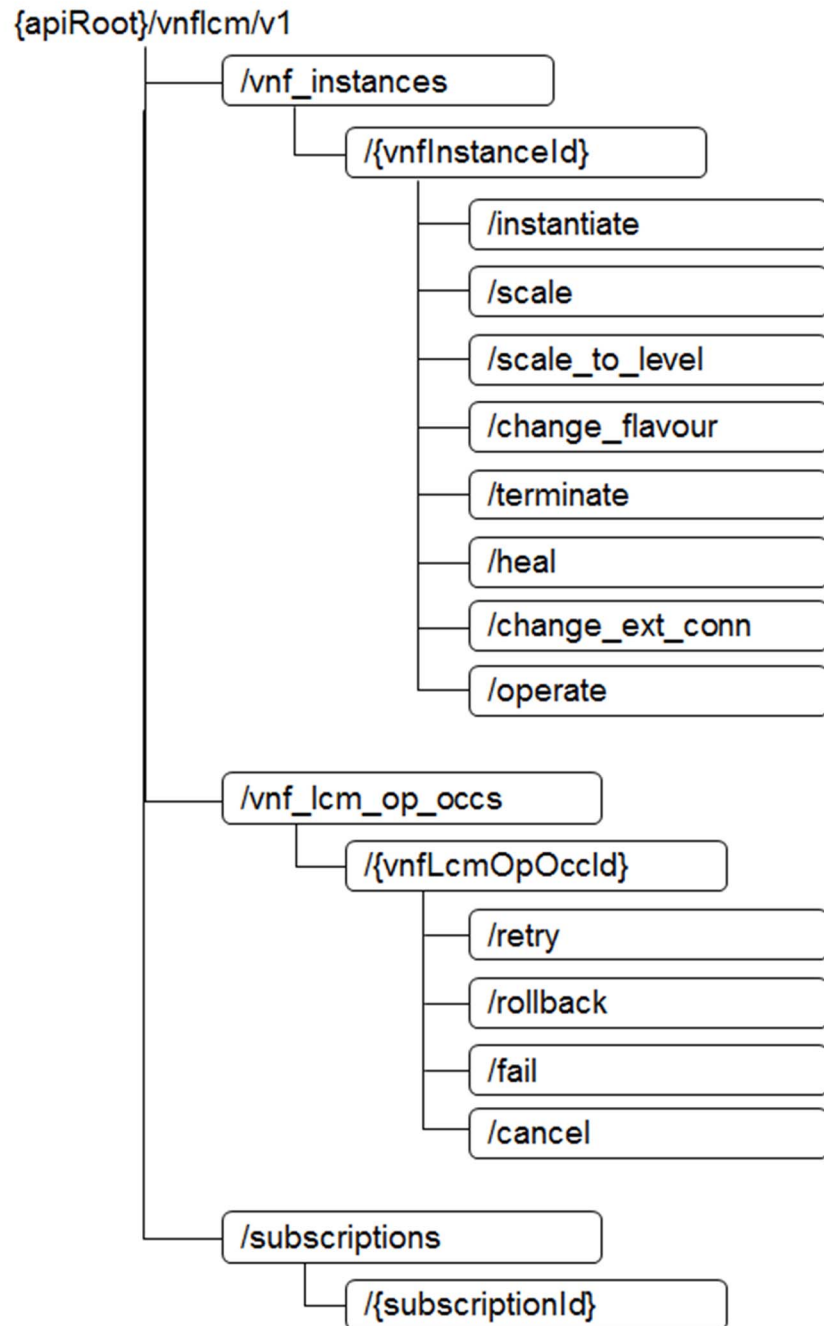 {apiRoot}/vnflcm/v1
/vnf_instances
/{vnfInstanceId}
/instantiate
/scale
/scale_to_level
/change_flavour
/terminate
/heal
/change_ext_conn
/operate
/vnf_lcm_op_occs
/{vnfLcmOpOccId}
/retry
/rollback
/fail
/cancel
/subscriptions
/{subscriptionId}